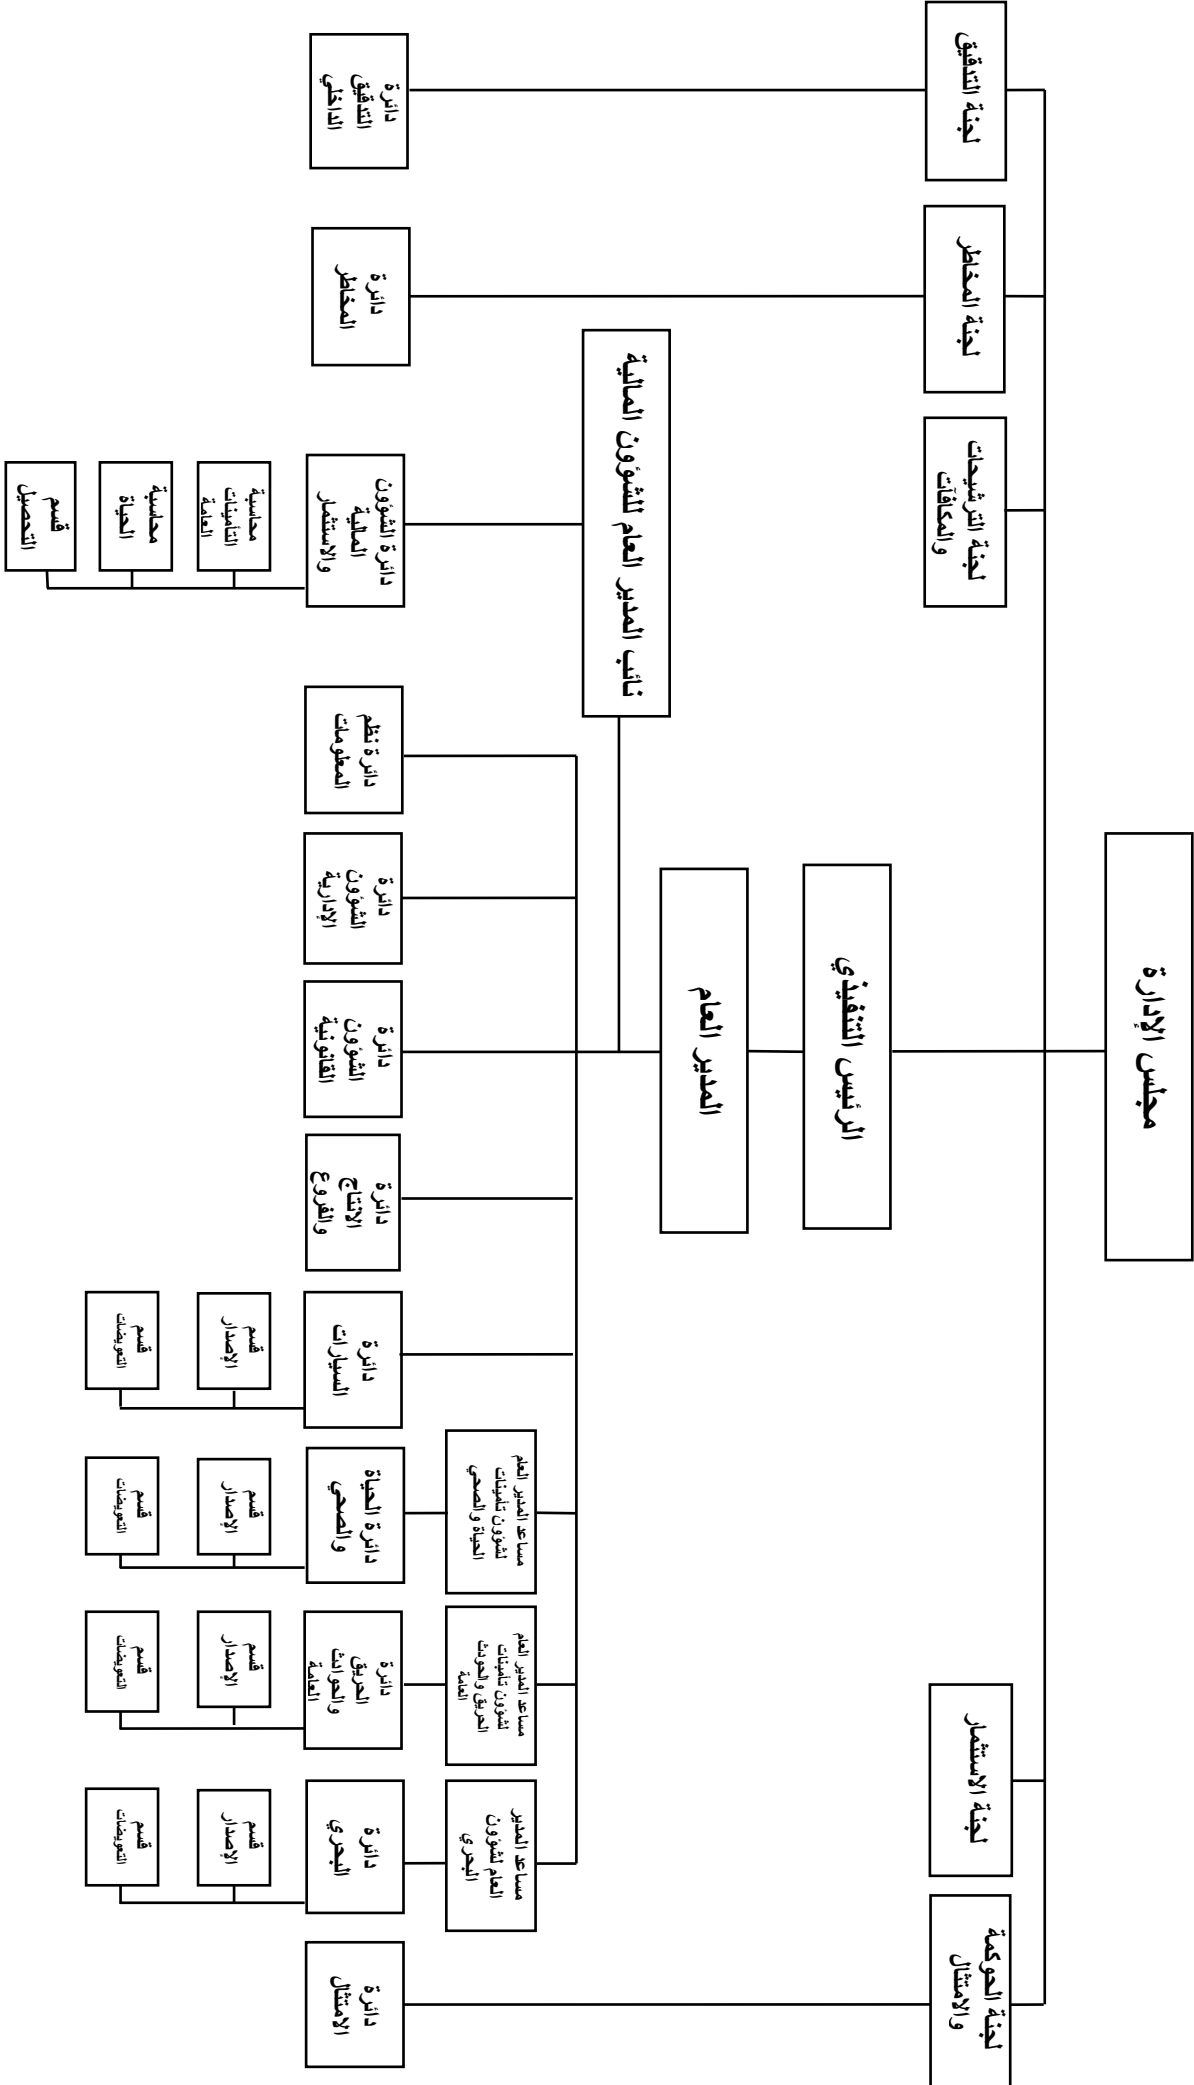 مجلس الإدارة
لجنة التدقيق
لجنة المخاطر
لجنة الترشيحات
والمكافآت
لجنة الاستثمار
لجنة الحوكمة
والامتثال
الرئيس التنفيذي
المدير العام
نائب المدير العام للشؤون المالية
مساعد المدير العام
لشؤون تأمينات
الحياة والصحي
مساعد المدير العام
لشؤون تأمينات
الحريق والحودث
العامة
مساعد المدير
العام لشؤون
البحري
دائرة
التدقيق
الداخلي
دائرة
المخاطر
دائرة الشؤون
المالية
والاستثمار
دائرة نظم
المعلومات
دائرة
الشؤون
الإدارية
دائرة
الشؤون
القانونية
دائرة
الانتاج
والفروع
دائرة
السيارات
دائرة الحياة
والصحي
دائرة
الحريق
والحوادث
العامة
دائرة
البحري
دائرة
الامتثال
محاسبة
التأمينات
العامة
محاسبة
الحياة
قسم
التحصيل
قسم
الإصدار
قسم
التعويضات
قسم
الإصدار
قسم
التعويضات
قسم
الإصدار
قسم
التعويضات
قسم
الإصدار
قسم
التعويضات